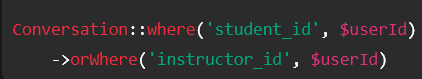 Conversation::where('student_id', $userId)
->orWhere('instructor_id', $userId)